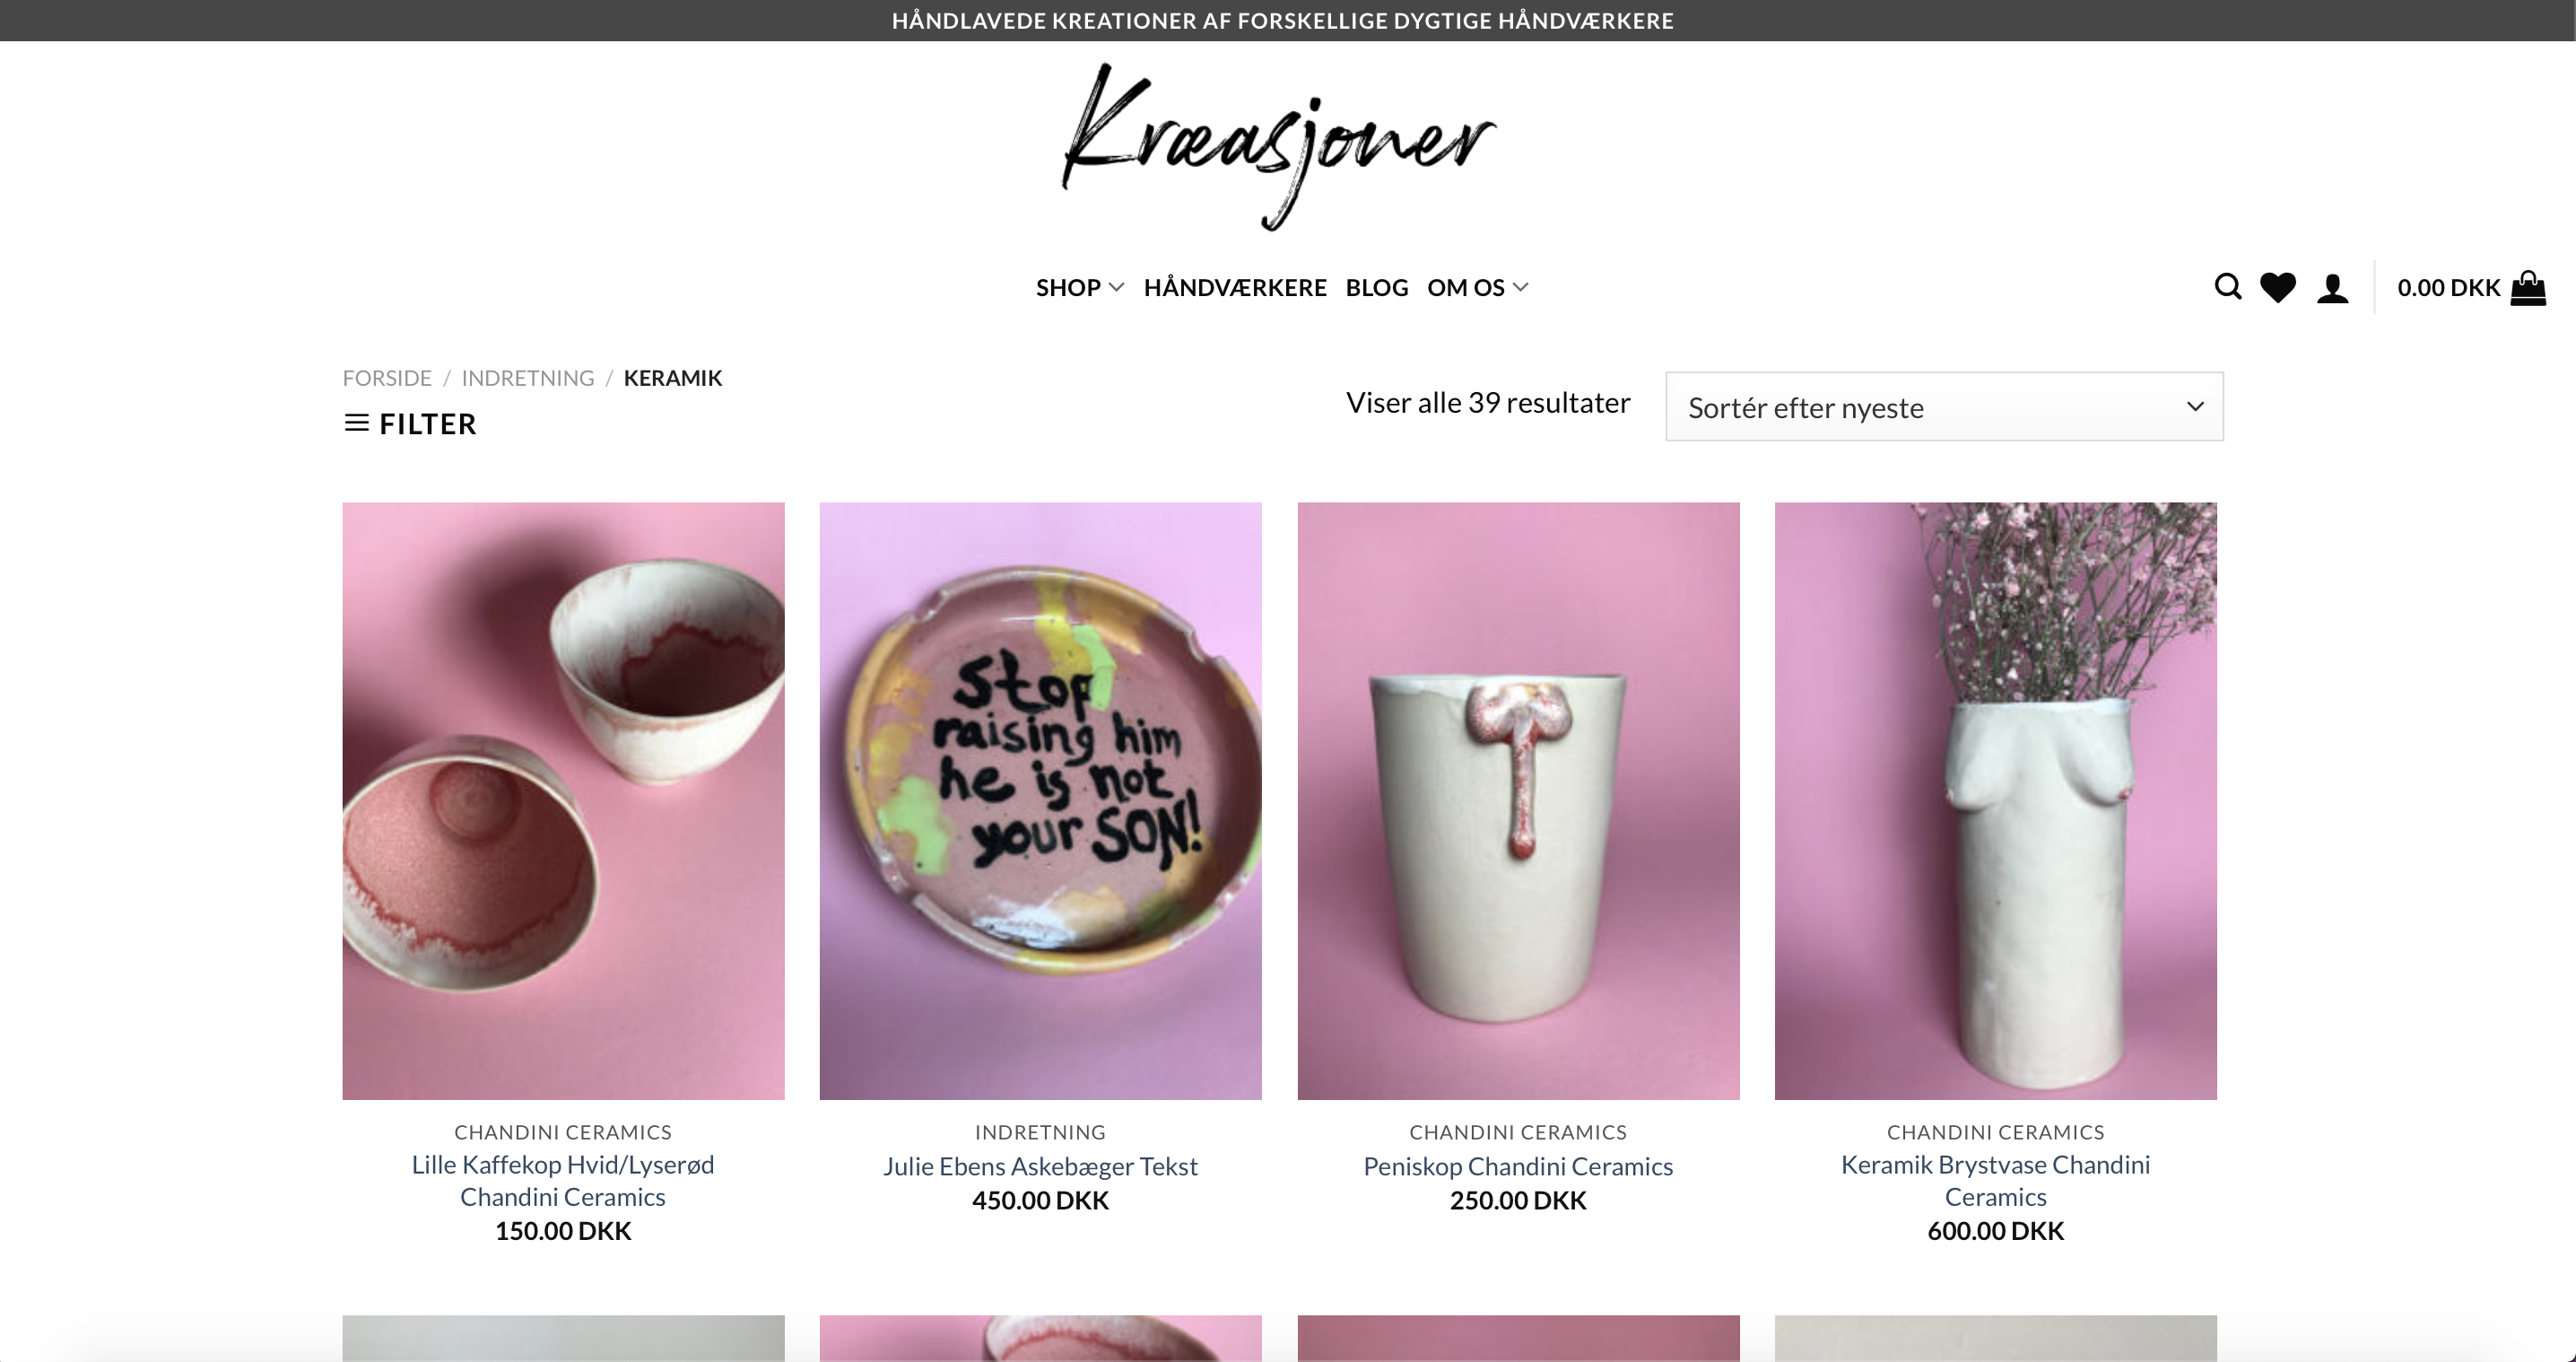 HÅNDLAVEDE KREATIONER AF FORSKELLIGE DYGTIGE HÅNDVÆRKERE
Kræasjoner
SHOP HÅNDVÆRKERE BLOG OM OS
0.00 DKK
FORSIDE / INDRETNING / KERAMIK
FILTER
Viser alle 39 resultater
Sortér efter nyeste
Stop
raising him
he is not
your SON!
CHANDINI CERAMICS
Lille Kaffekop Hvid/Lyserød
Chandini Ceramics
150.00 DKK
INDRETNING
Julie Ebens Askebæger Tekst
450.00 DKK
CHANDINI CERAMICS
Peniskop Chandini Ceramics
250.00 DKK
CHANDINI CERAMICS
Keramik Brystvase Chandini
Ceramics
600.00 DKK